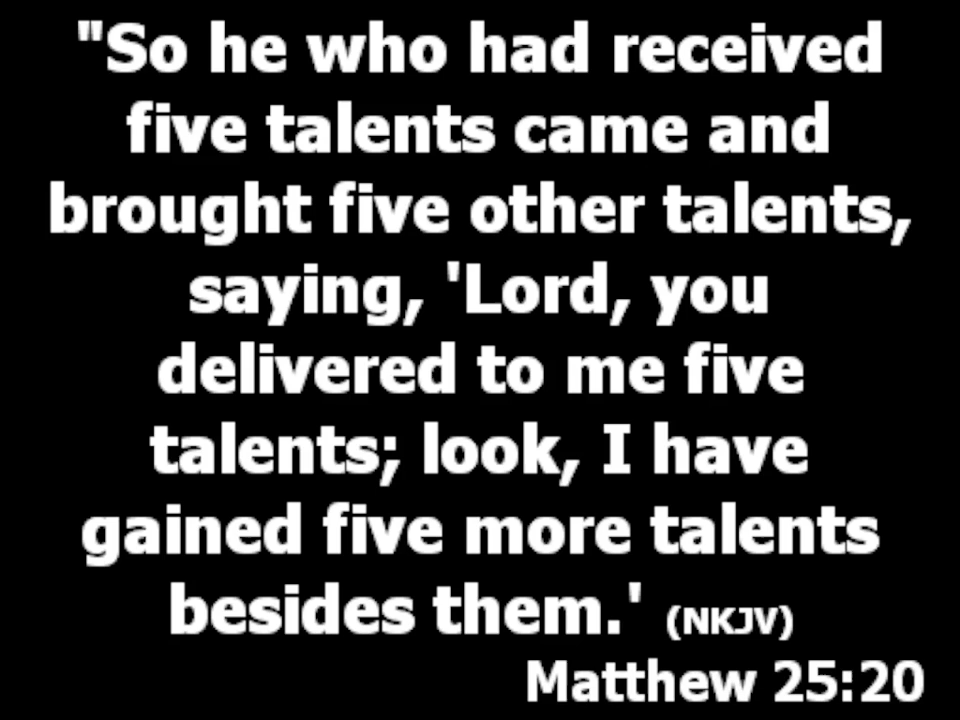 "So he who had received
five talents came and
brought five other talents,
saying, 'Lord, you
delivered to me five
talents; look, I have
gained five more talents
besides them.' (NKJV)
Matthew 25:20